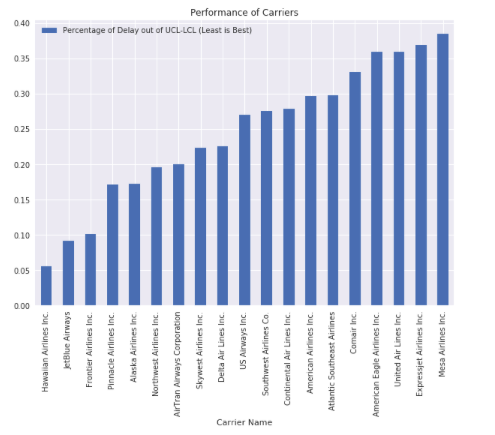 Performance of Carriers
Percentage of Delay out of UCL-LCL (Least is Best)
0.40
0.35
0.30
0.25
0.20
0.15
0.10
0.05
0.00
Hawaiian Airlines Inc.
JetBlue Airways
Frontier Airlines Inc.
Pinnacle Airlines Inc.
Alaska Airlines Inc.
Northwest Airlines Inc.
AirTran Airways Corporation
Skywest Airlines Inc.
Delta Air Lines Inc.
US Airways Inc.
Southwest Airlines Co
Continental Air Lines Inc.
American Airlines Inc.
Atlantic Southeast Airlines
Comair Inc.
American Eagle Airlines Inc.
United Air Lines Inc.
Expressjet Airlines Inc.
Mesa Airlines Inc.
Carrier Name